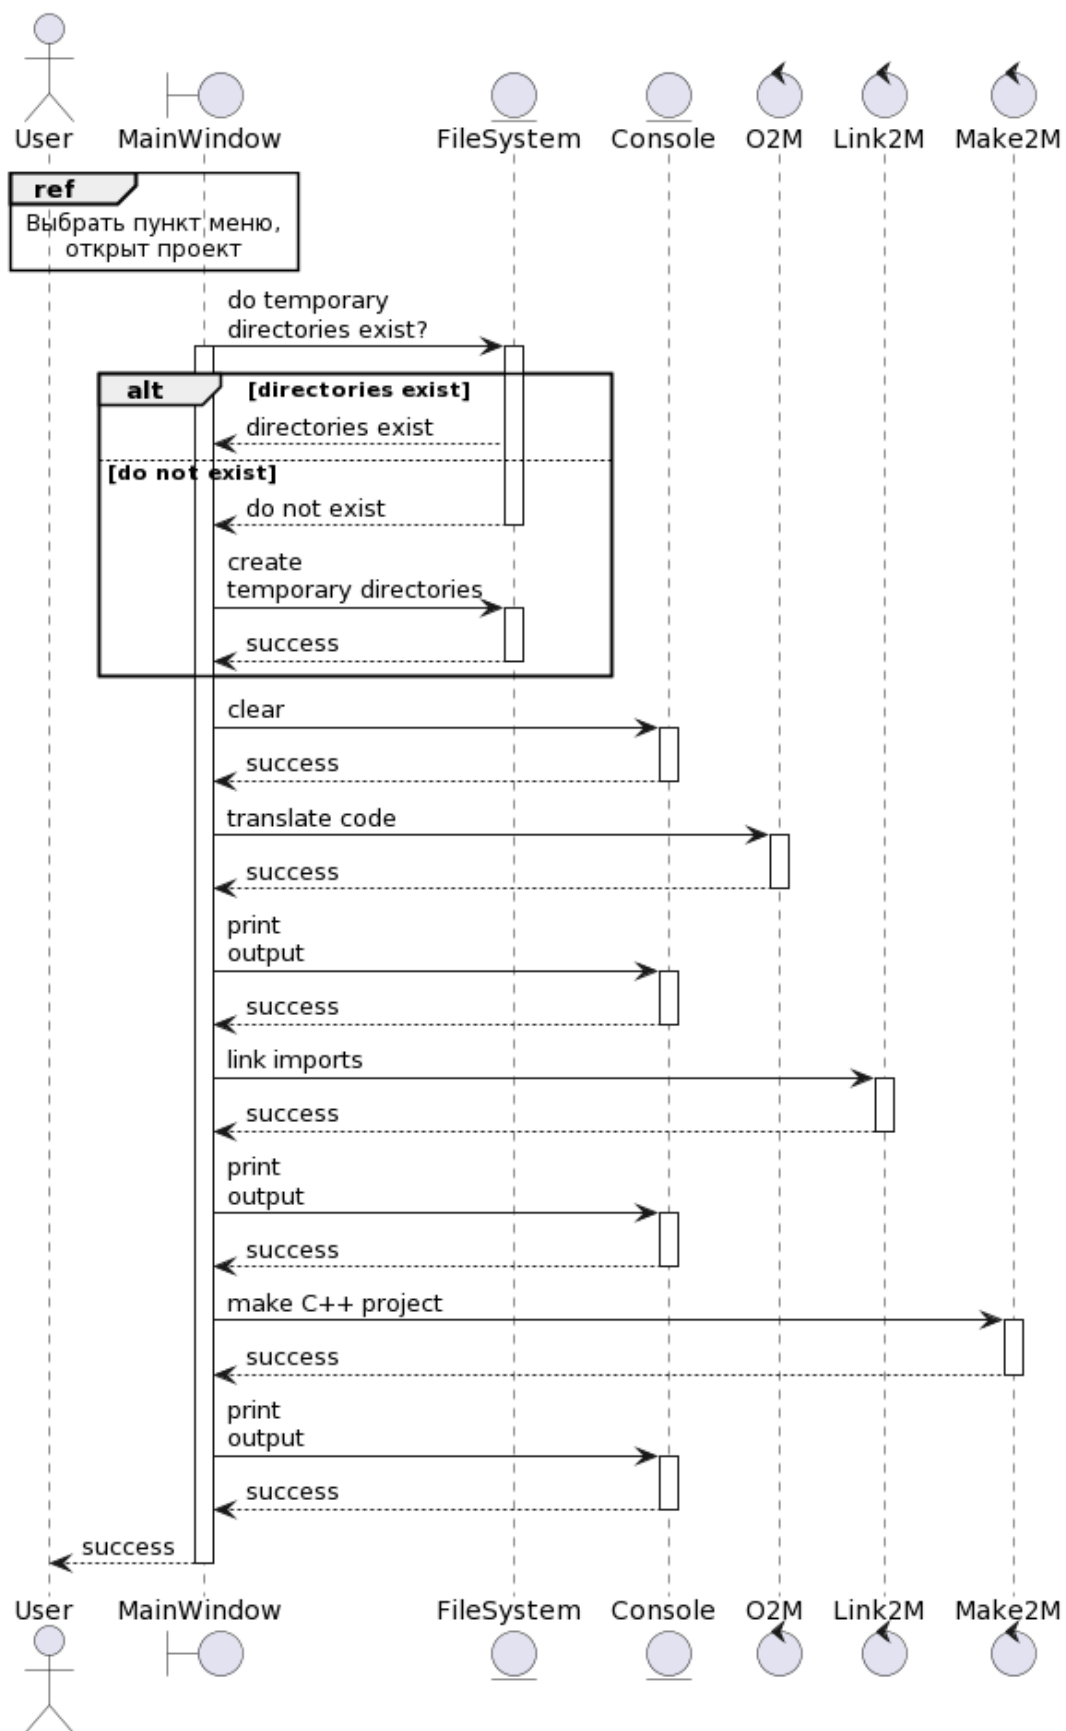 User
MainWindow
FileSystem
Console
O2M
Link2M
Make2M
ref
Выбрать пункт меню,
открыт проект
do temporary
directories exist?
alt
[directories exist]
directories exist
[do not exist]
do not exist
create
temporary directories
success
clear
success
translate code
success
print
output
success
link imports
success
print
output
success
make C++ project
success
print
output
success
success
User
MainWindow
FileSystem
Console
O2M
Link2M
Make2M